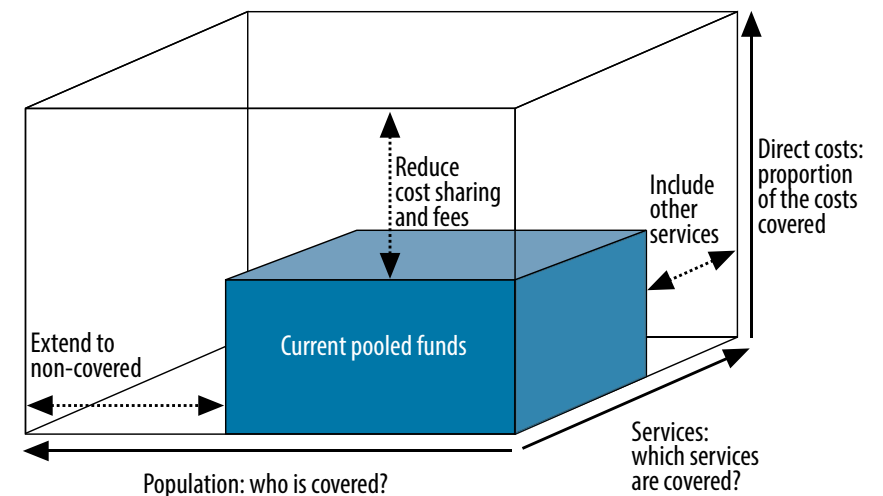 Reduce
cost sharing
and fees
Include
other
services
Direct costs:
proportion
of the costs
covered
Extend to
non-covered
Current pooled funds
Services:
which services
are covered?
Population: who is covered?